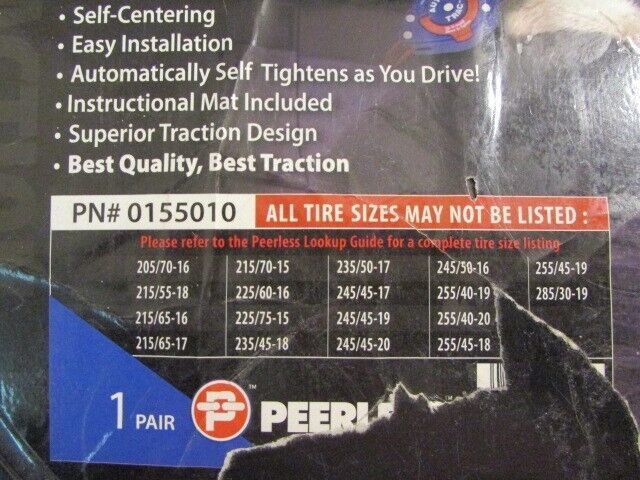 • Self-Centering
• Easy Installation
• Automatically Self Tightens as You Drive!
• Instructional Mat Included
• Superior Traction Design
• Best Quality, Best Traction
PN# 0155010 ALL TIRE SIZES MAY NOT BE LISTED :
Please refer to the Peerless Lookup Guide for a complete tire size listing
205/70-16 215/70-15 235/50-17 245/50-16 255/45-19
215/55-18 225/60-16 245/45-17 255/40-19 285/30-19
215/65-16 225/75-15 245/45-19 255/40-20
215/65-17 235/45-18 245/45-20 255/45-18
1 PAIR P ™ PEERL